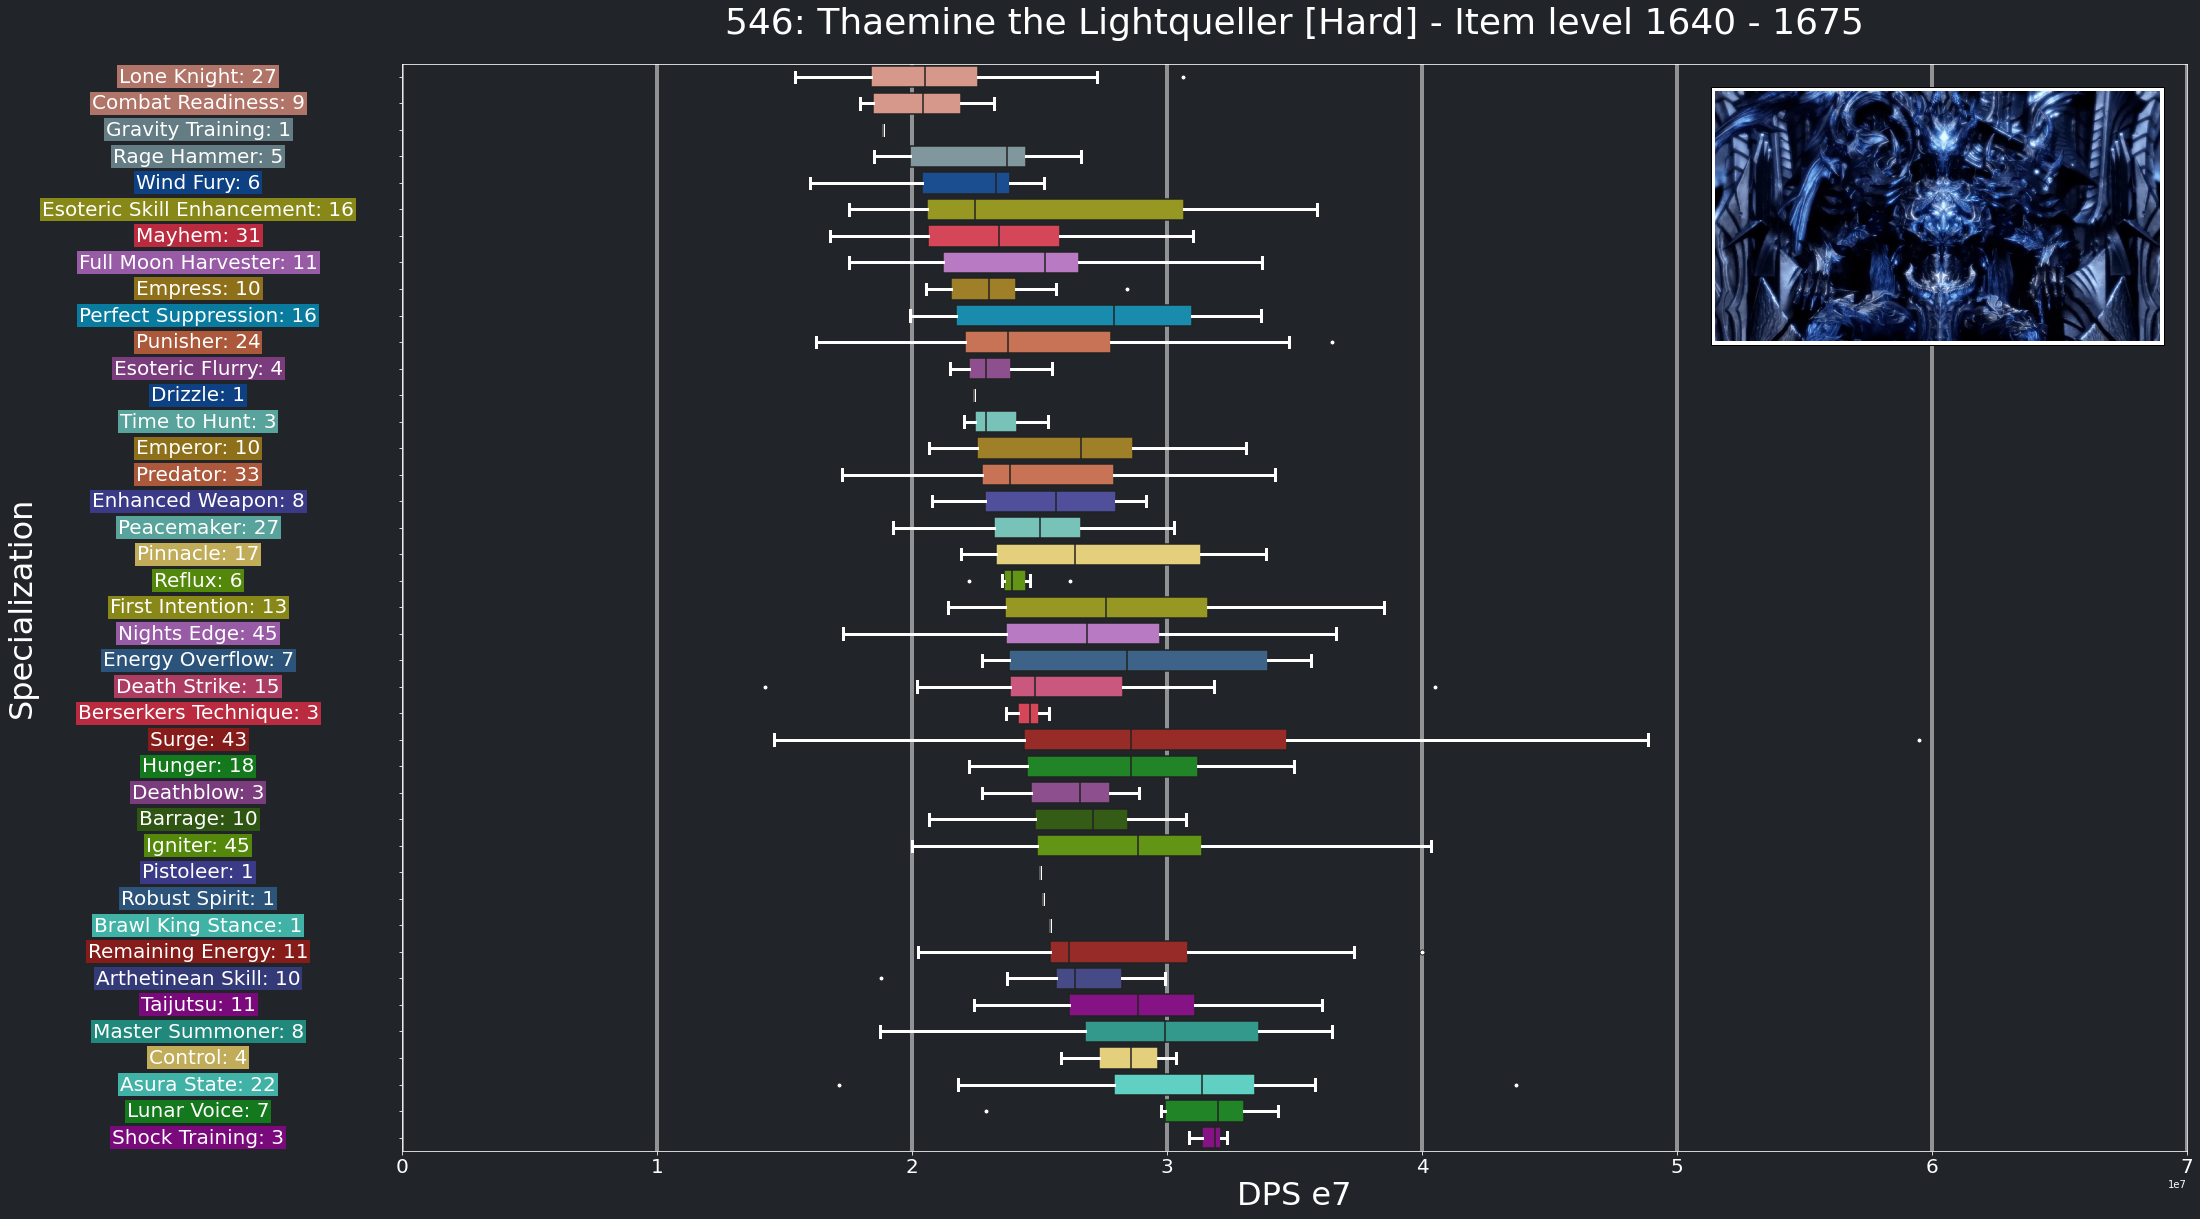 546: Thaemine the Lightqueller [Hard] - Item level 1640 - 1675
Lone Knight: 27
Combat Readiness: 9
Gravity Training: 1
Rage Hammer: 5
Wind Fury: 6
Esoteric Skill Enhancement: 16
Mayhem: 31
Full Moon Harvester: 11
Empress: 10
Perfect Suppression: 16
Punisher: 24
Esoteric Flurry: 4
Drizzle: 1
Time to Hunt: 3
Emperor: 10
Predator: 33
Enhanced Weapon: 8
Peacemaker: 27
Pinnacle: 17
Reflux: 6
First Intention: 13
Nights Edge: 45
Energy Overflow: 7
Death Strike: 15
Berserkers Technique: 3
Surge: 43
Hunger: 18
Deathblow: 3
Barrage: 10
Igniter: 45
Pistoleer: 1
Robust Spirit: 1
Brawl King Stance: 1
Remaining Energy: 11
Arthetinean Skill: 10
Taijutsu: 11
Master Summoner: 8
Control: 4
Asura State: 22
Lunar Voice: 7
Shock Training: 3
Specialization
0 1 2 3 4 5 6 7
1e7
DPS e7